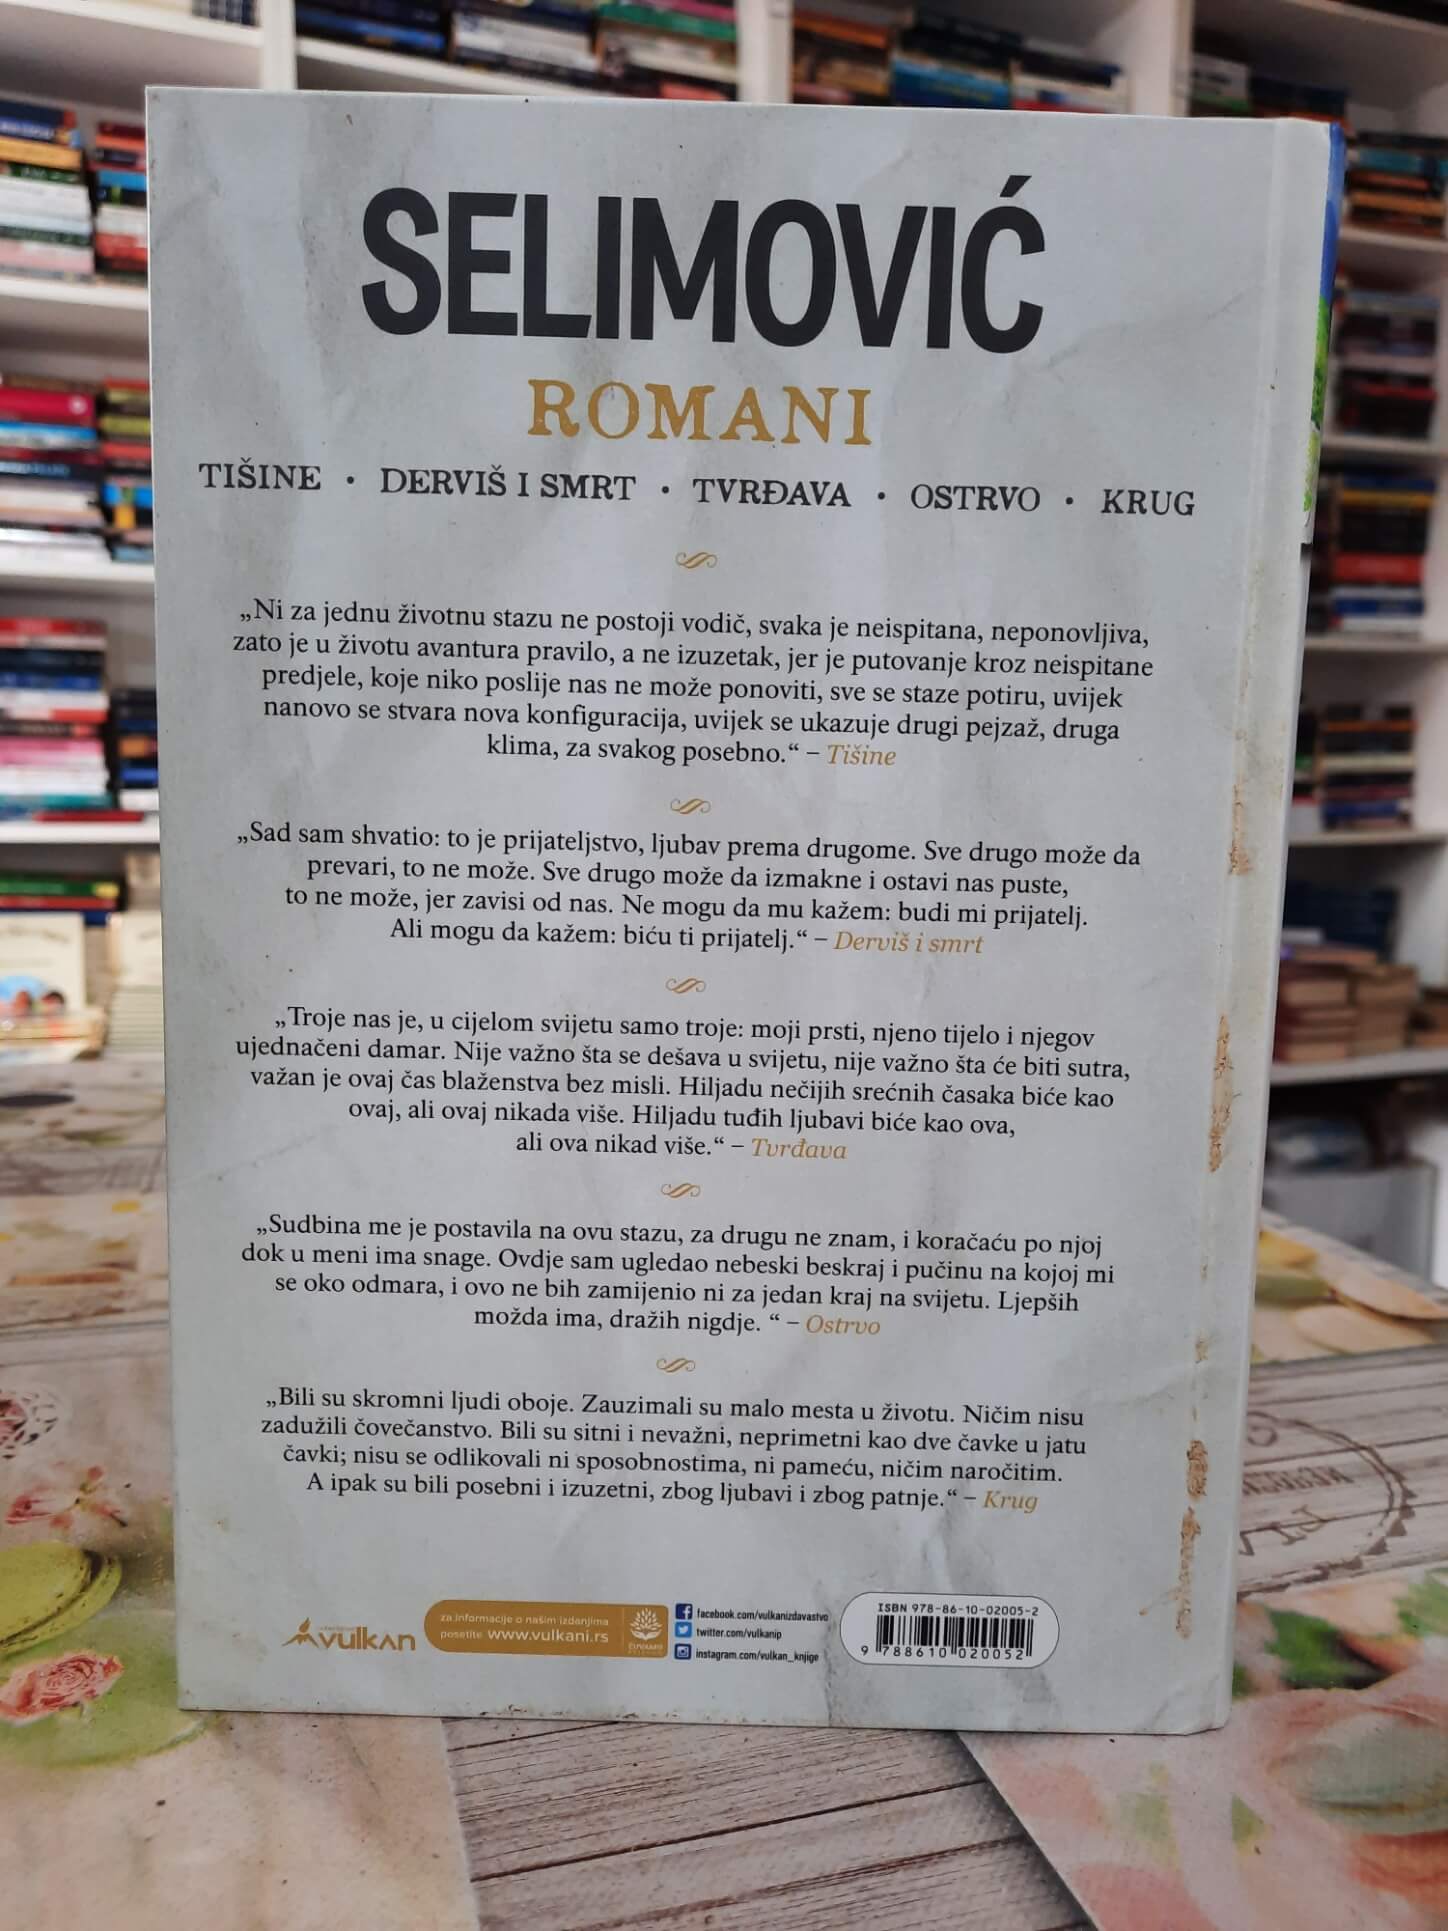 SELIMOVIĆ
ROMANI
TIŠINE • DERVIŠ I SMRT • TVRĐAVA • OSTRVO • KRUG
„Ni za jednu životnu stazu ne postoji vodič, svaka je neispitana, neponovljiva,
zato je u životu avantura pravilo, a ne izuzetak, jer je putovanje kroz neispitane
predjele, koje niko poslije nas ne može ponoviti, sve se staze potiru, uvijek
nanovo se stvara nova konfiguracija, uvijek se ukazuje drugi pejzaž, druga
klima, za svakog posebno.“ – Tišine
„Sad sam shvatio: to je prijateljstvo, ljubav prema drugome. Sve drugo može da
prevari, to ne može. Sve drugo može da izmakne i ostavi nas puste,
to ne može, jer zavisi od nas. Ne mogu da mu kažem: budi mi prijatelj.
Ali mogu da kažem: biću ti prijatelj.“ – Derviš i smrt
„Troje nas je, u cijelom svijetu samo troje: moji prsti, njeno tijelo i njegov
ujednačeni damar. Nije važno šta se dešava u svijetu, nije važno šta će biti sutra,
važan je ovaj čas blaženstva bez misli. Hiljadu nečijih srećnih časaka biće kao
ovaj, ali ovaj nikada više. Hiljadu tuđih ljubavi biće kao ova,
ali ova nikad više.“ – Tvrđava
„Sudbina me je postavila na ovu stazu, za drugu ne znam, i koračaću po njoj
dok u meni ima snage. Ovdje sam ugledao nebeski beskraj i pučinu na kojoj mi
se oko odmara, i ovo ne bih zamijenio ni za jedan kraj na svijetu. Ljepših
možda ima, dražih nigdje. “ – Ostrvo
„Bili su skromni ljudi oboje. Zauzimali su malo mesta u životu. Ničim nisu
zadužili čovečanstvo. Bili su sitni i nevažni, neprimetni kao dve čavke u jatu
čavki; nisu se odlikovali ni sposobnostima, ni pameću, ničim naročitim.
A ipak su bili posebni i izuzetni, zbog ljubavi i zbog patnje.“ – Krug
vulkan
za informacije o našim izdanjima
posetite www.vulkani.rs
facebook.com/vulkanizdavastvo
twitter.com/vulkanip
instagram.com/vulkan_knjige
ISBN 978-86-10-02005-2
9 788610 020052